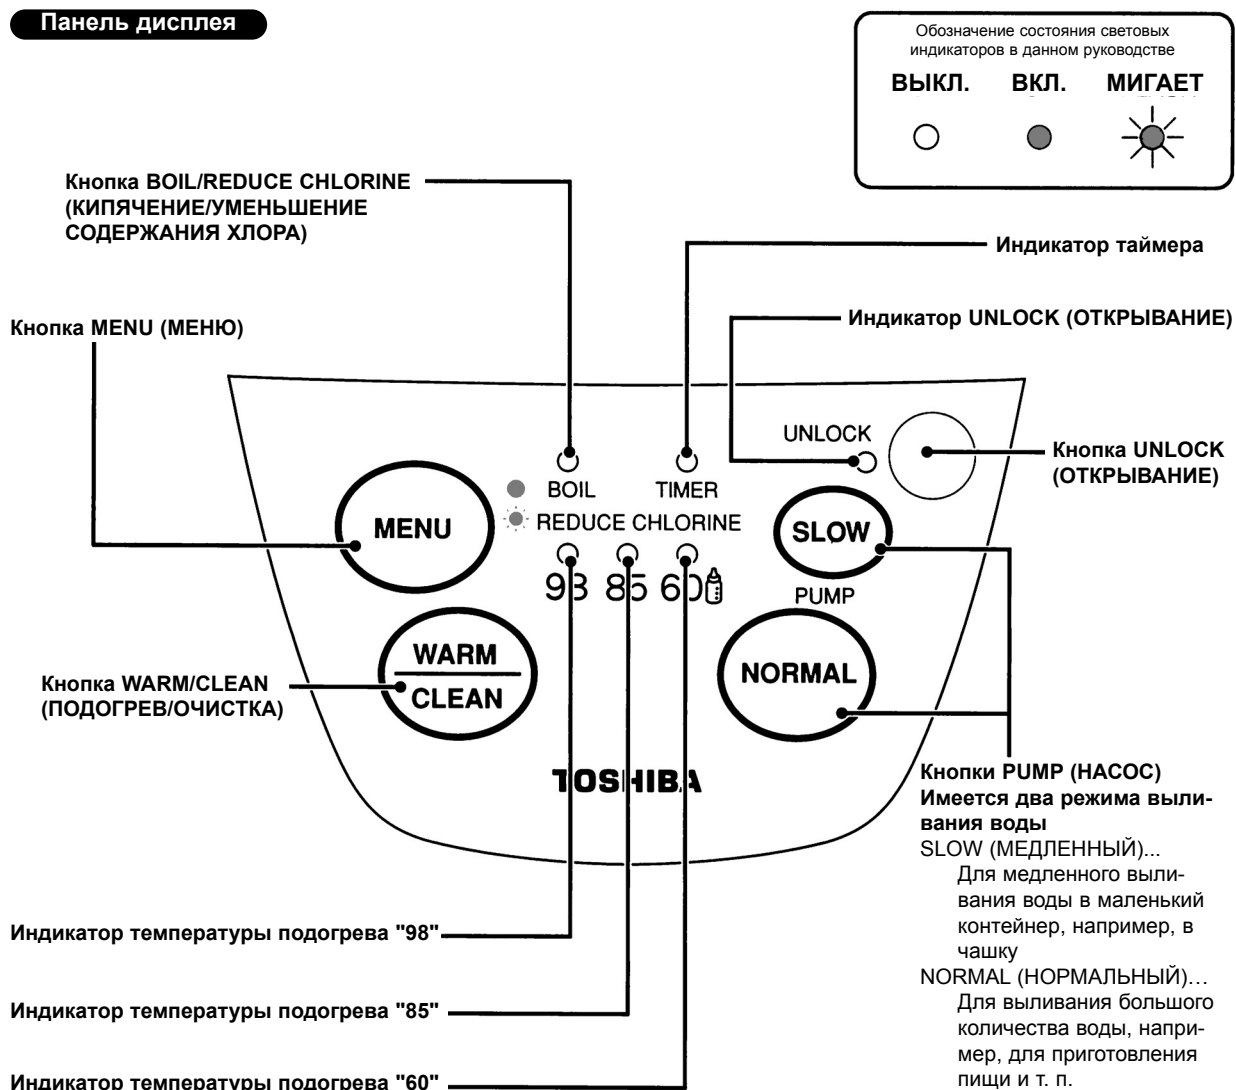 Панель дисплея
Обозначение состояния световых
индикаторов в данном руководстве
ВЫКЛ. ВКЛ. МИГАЕТ
Кнопка BOIL/REDUCE CHLORINE
(КИПЯЧЕНИЕ/УМЕНЬШЕНИЕ
СОДЕРЖАНИЯ ХЛОРА)
Индикатор таймера
Кнопка MENU (МЕНЮ)
Индикатор UNLOCK (ОТКРЫВАНИЕ)
UNLOCK
Кнопка UNLOCK
(ОТКРЫВАНИЕ)
BOIL TIMER
REDUCE CHLORINE
MENU
SLOW
98 85 60
PUMP
WARM
CLEAN
NORMAL
Кнопка WARM/CLEAN
(ПОДОГРЕВ/ОЧИСТКА)
TOSHIBA
Кнопки PUMP (НАСОС)
Имеется два режима выли-
вания воды
SLOW (МЕДЛЕННЫЙ)...
Для медленного выли-
вания воды в маленький
контейнер, например, в
чашку
NORMAL (НОРМАЛЬНЫЙ)…
Для выливания большого
количества воды, напри-
мер, для приготовления
пищи и т. п.
Индикатор температуры подогрева "98"
Индикатор температуры подогрева "85"
Индикатор температуры подогрева "60"